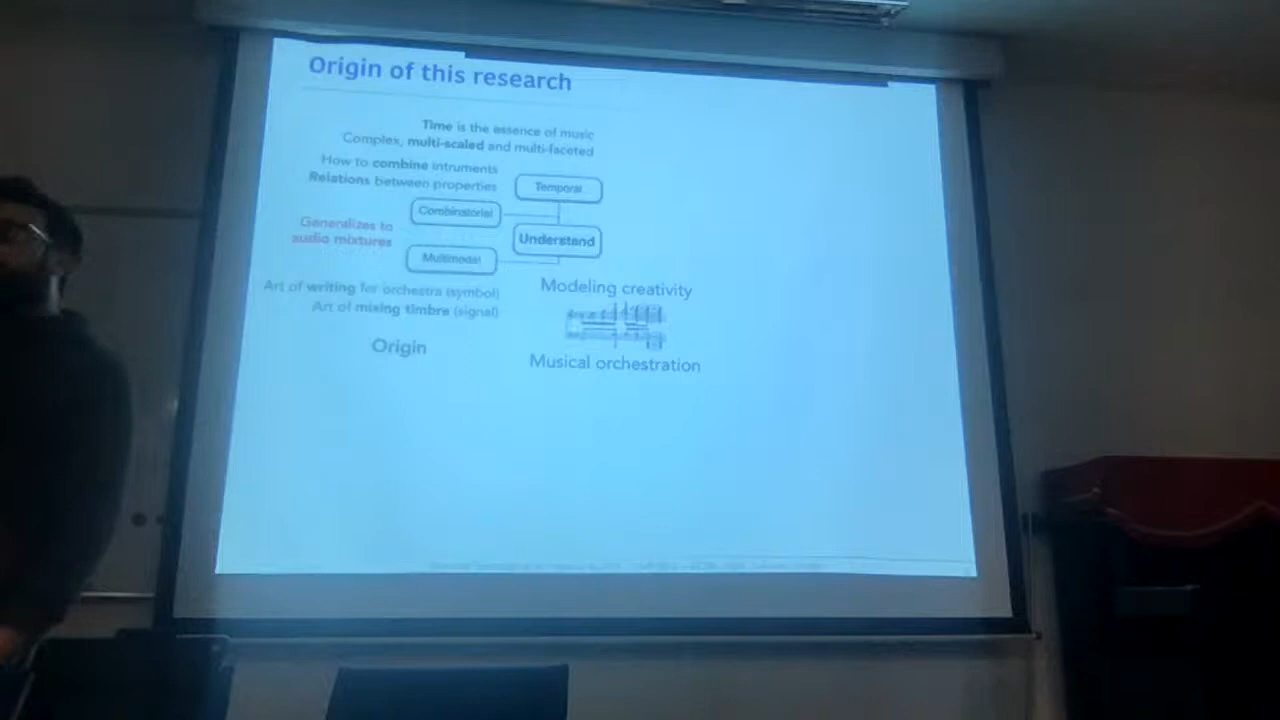 Origin of this research
Time is the essence of music
Complex, multi-scaled and multi-faceted
How to combine intruments
Relations between properties
Temporal
Combinatorial
Generalizes to
audio mixtures
Understand
Multimodal
Art of writing for orchestra (symbol)
Art of mixing timbre (signal)
Modeling creativity
Origin
Musical orchestration